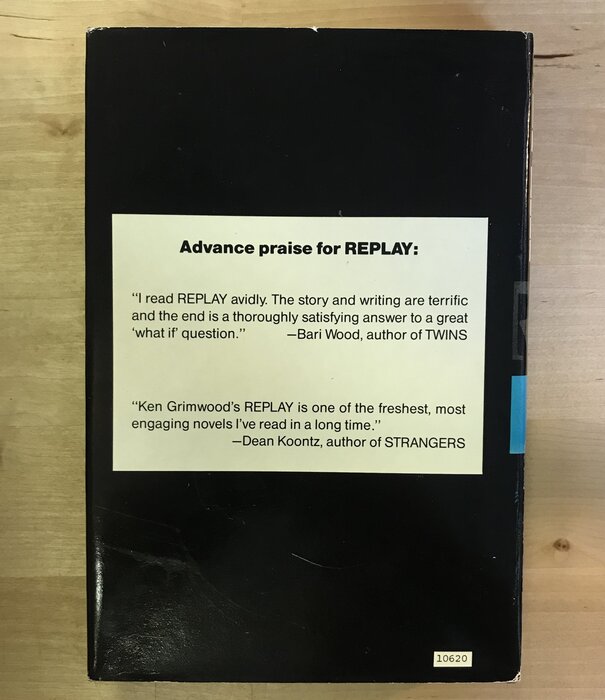 Advance praise for REPLAY:
‘‘I read REPLAY avidly. The story and writing are terrific
and the end is a thoroughly satisfying answer to a great
‘what if’ question.’’ —Bari Wood, author of TWINS
‘‘Ken Grimwood’s REPLAY is one of the freshest, most
engaging novels I’ve read in a long time.’’
—Dean Koontz, author of STRANGERS
10620